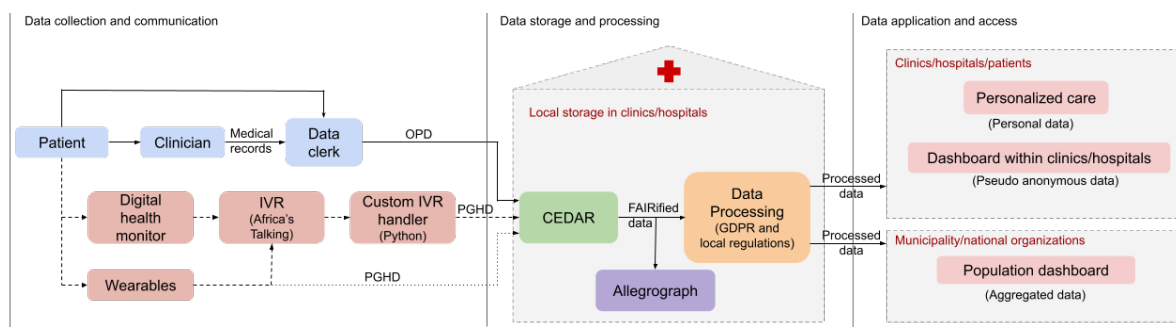 Data collection and communication
Data storage and processing
Data application and access
Clinics/hospitals/patients
Personalized care
(Personal data)
Dashboard within clinics/hospitals
(Pseudo anonymous data)
Local storage in clinics/hospitals
Patient
Clinician
Medical
records
Data
clerk
OPD
Digital
health
monitor
IVR
(Africa's
Talking)
Custom IVR
handler
(Python)
PGHD
Wearables
PGHD
CEDAR
FAIRified
data
Allegrograph
Data
Processing
(GDPR and
local regulations)
Processed
data
Processed
data
Municipality/national organizations
Population dashboard
(Aggregated data)